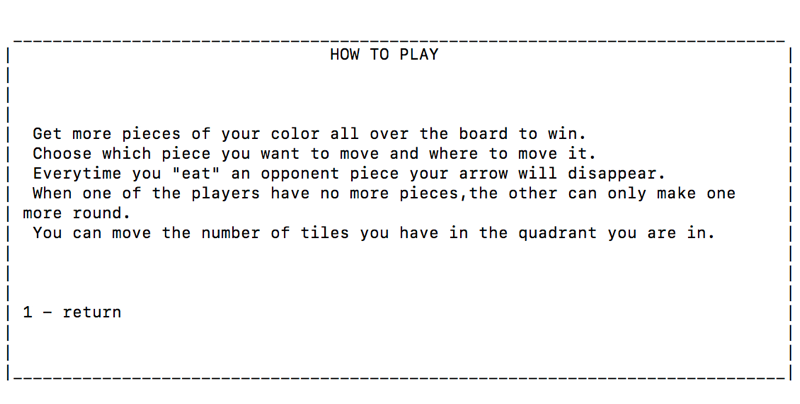 HOW TO PLAY
Get more pieces of your color all over the board to win.
Choose which piece you want to move and where to move it.
Everytime you "eat" an opponent piece your arrow will disappear.
When one of the players have no more pieces,the other can only make one
more round.
You can move the number of tiles you have in the quadrant you are in.
1 - return